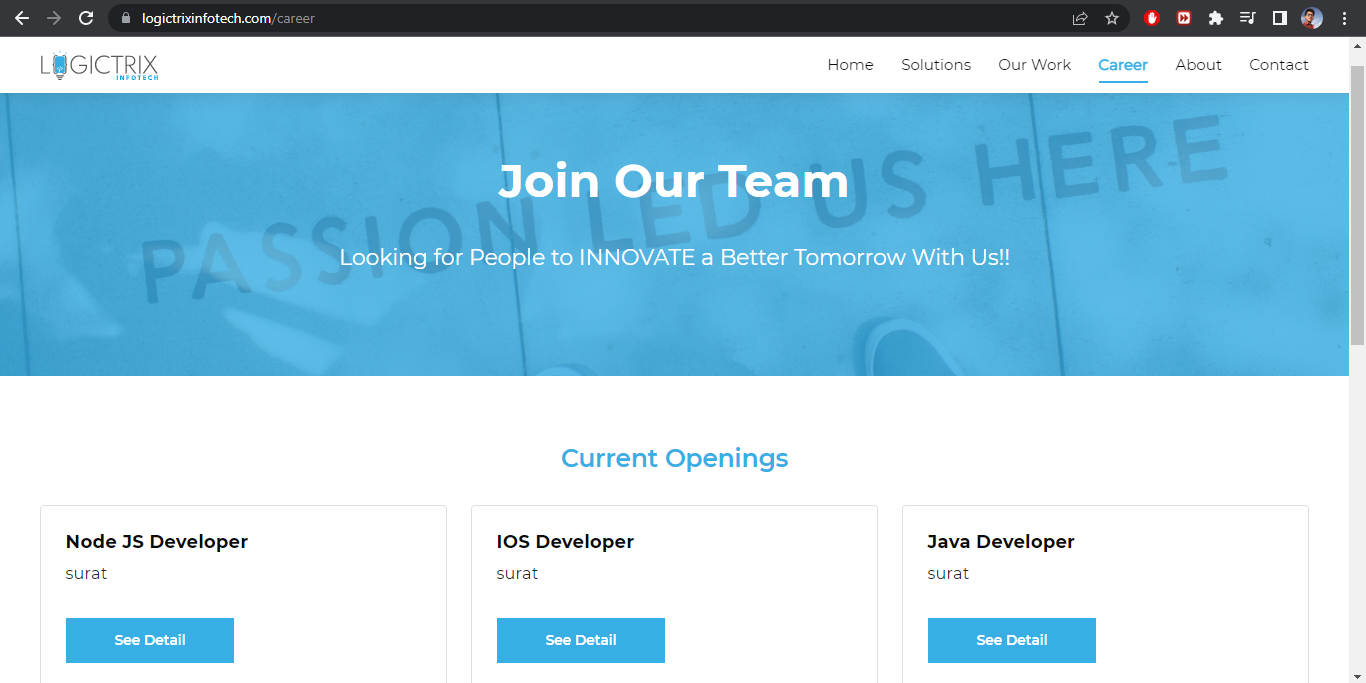 logictrixinfotech.com/career
LOGICTRIX
INFOTECH
Home Solutions Our Work Career About Contact
PASSION LED US HERE
Join Our Team
Looking for People to INNOVATE a Better Tomorrow With Us!!
Current Openings
Node JS Developer
surat
See Detail
IOS Developer
surat
See Detail
Java Developer
surat
See Detail